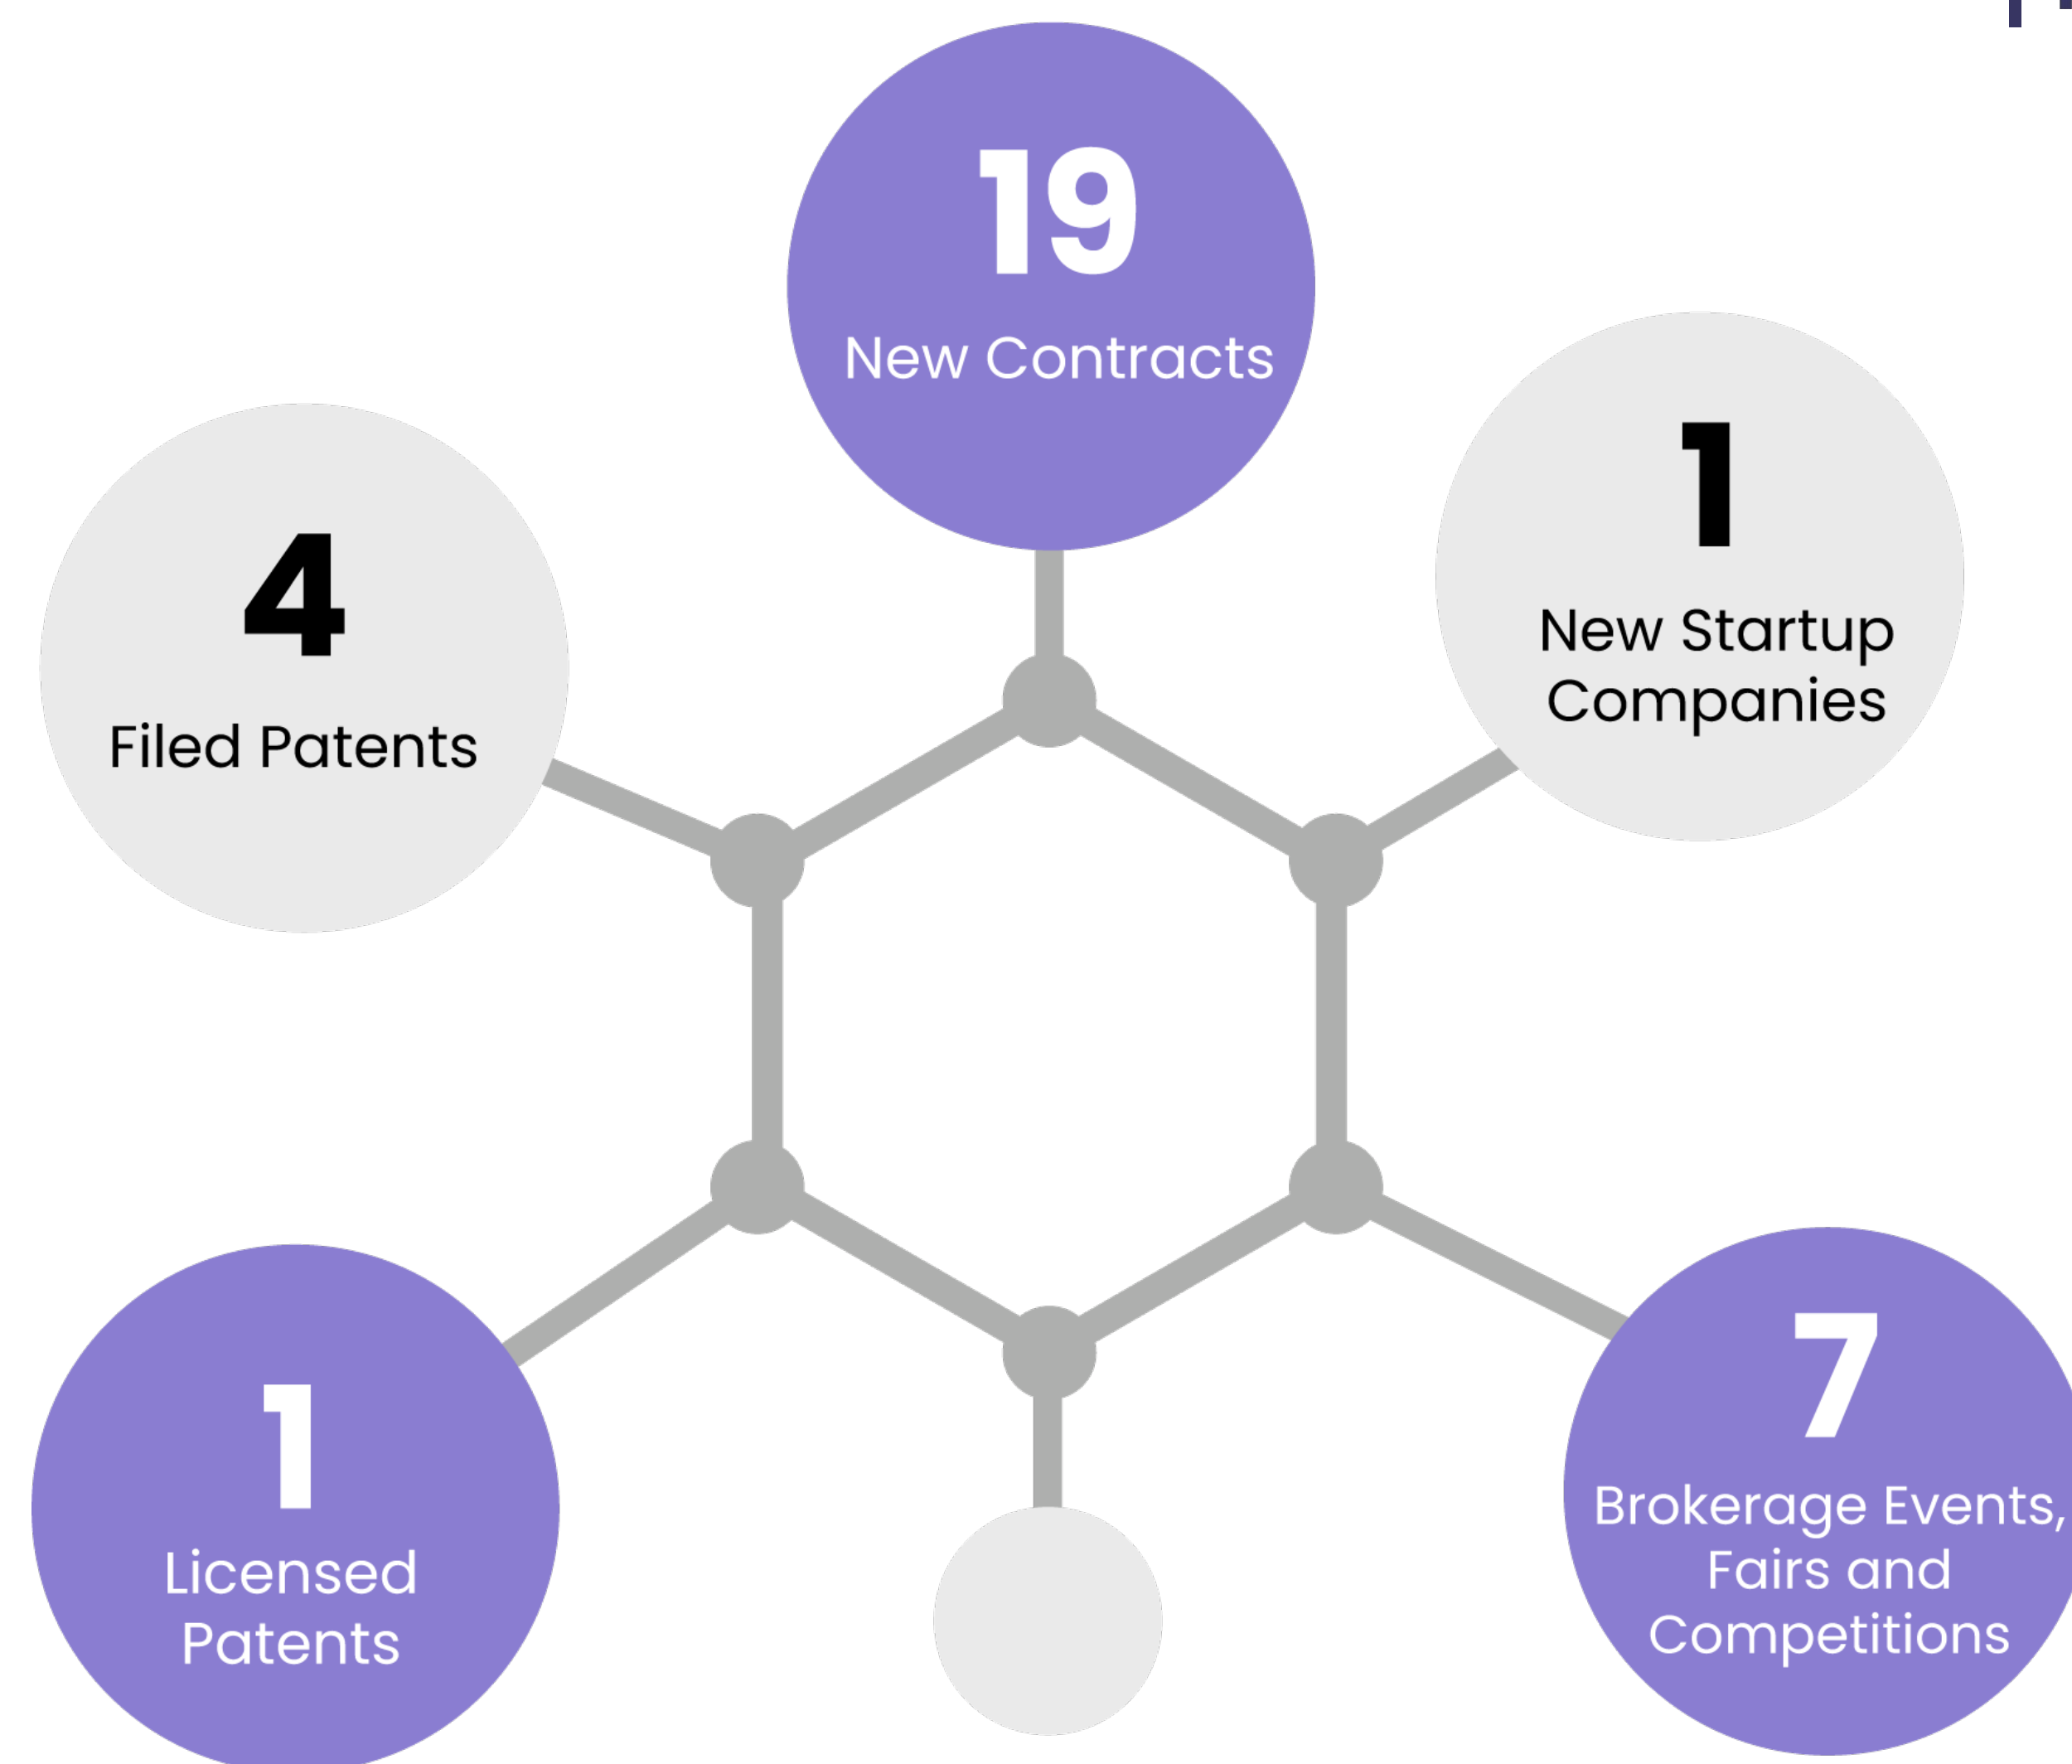 19
New Contracts
1
New Startup
Companies
4
Filed Patents
1
Licensed
Patents
7
Brokerage Events,
Fairs and
Competitions